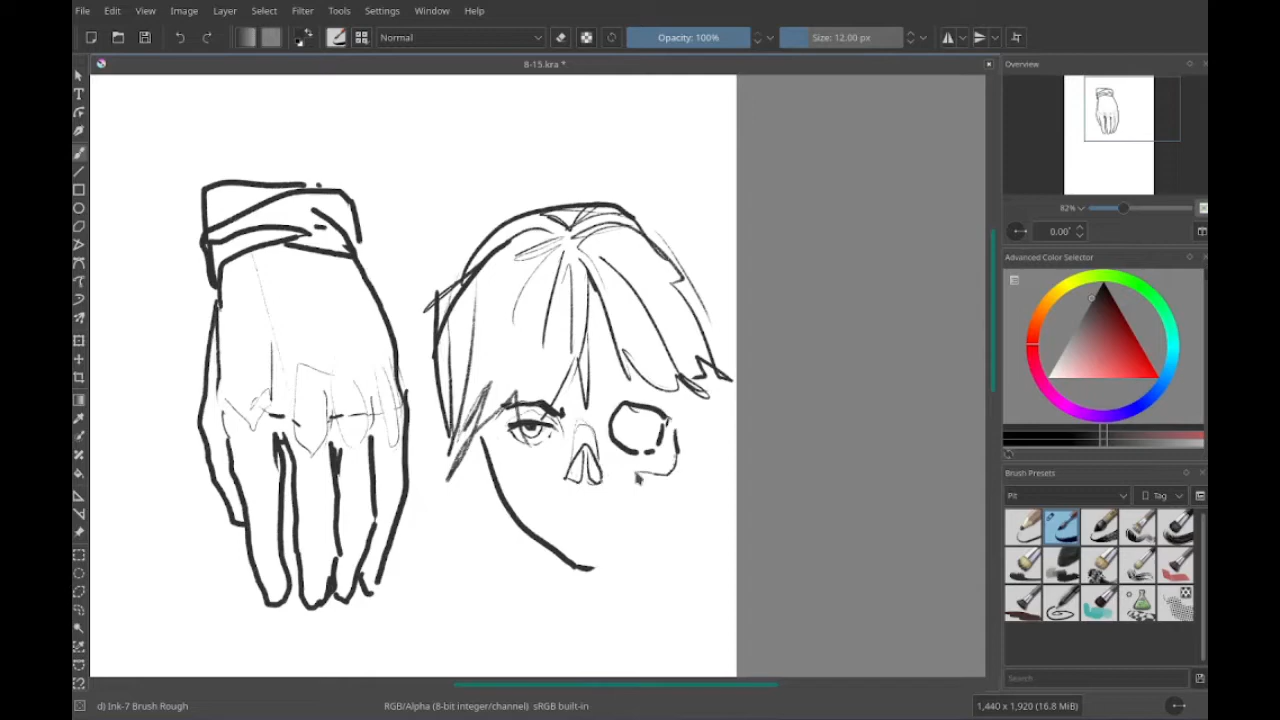 File Edit View Image Layer Select Filter Tools Settings Window Help
Normal Opacity: 100% Size: 12.00 px
8-15.kra *
Overview
82%
0.00°
Advanced Color Selector
Brush Presets
Pit Tag
Search
d) Ink-7 Brush Rough RGB/Alpha (8-bit integer/channel) sRGB built-in 1,440 x 1,920 (16.8 MiB)